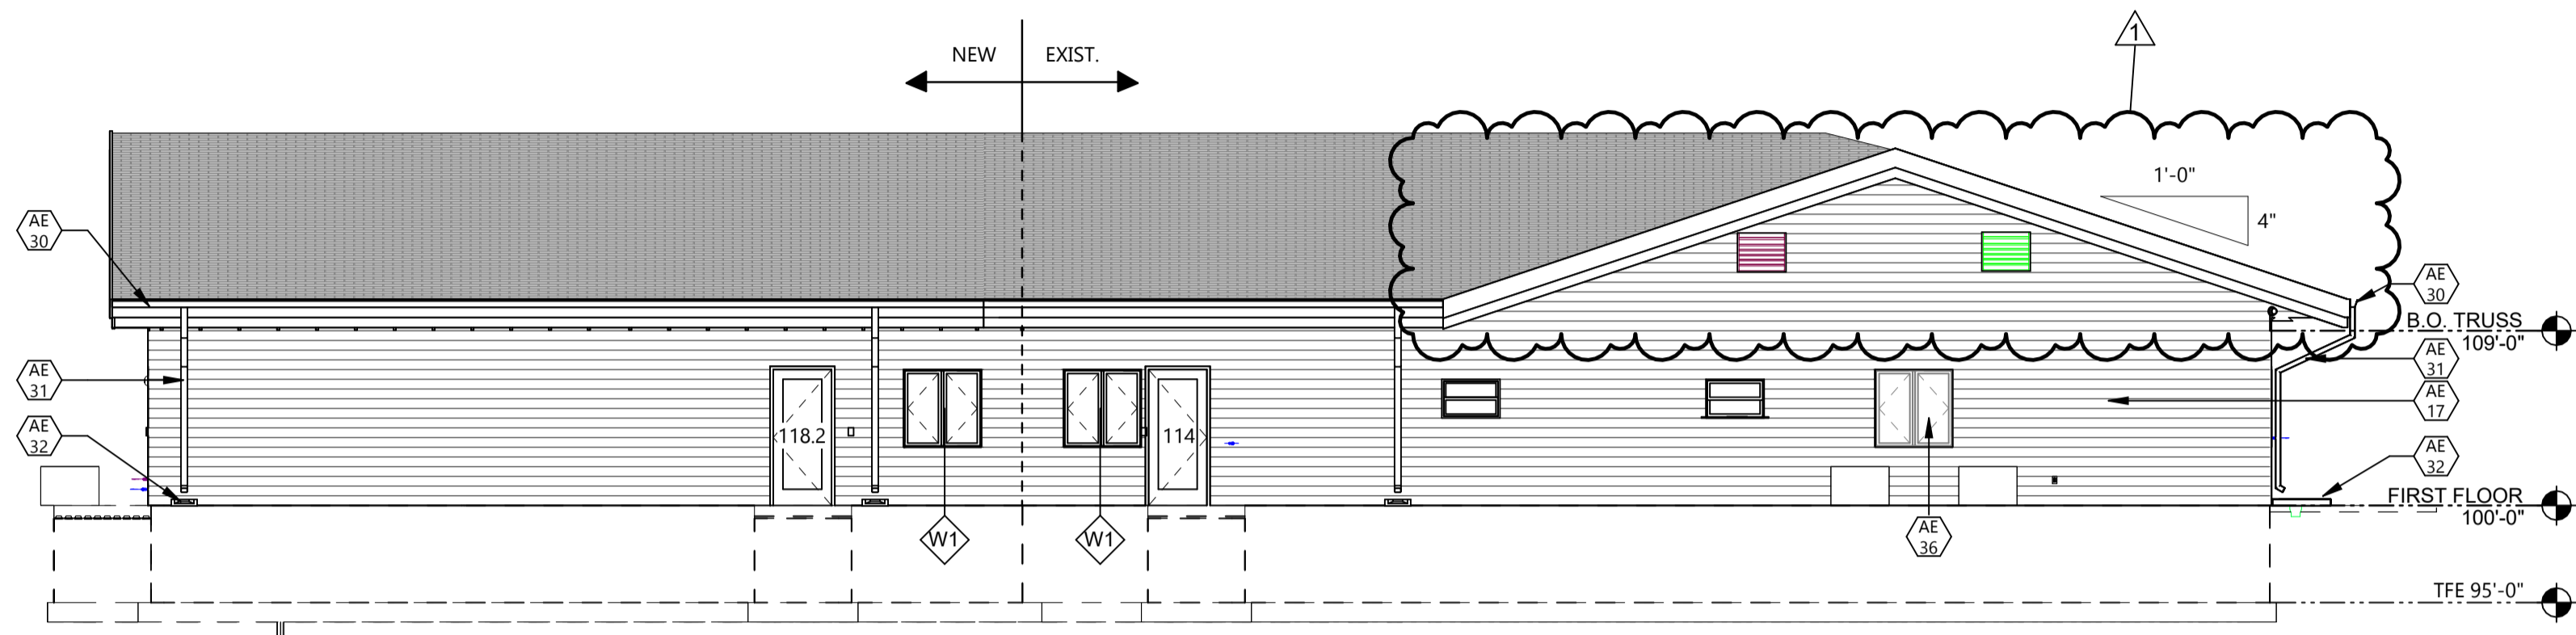 1
NEW
EXIST.
1'-0"
4"
AE
30
AE
30
B.O. TRUSS
109'-0"
AE
31
AE
31
AE
17
118.2
114
AE
32
AE
32
FIRST FLOOR
100'-0"
W1
W1
AE
36
TFE 95'-0"